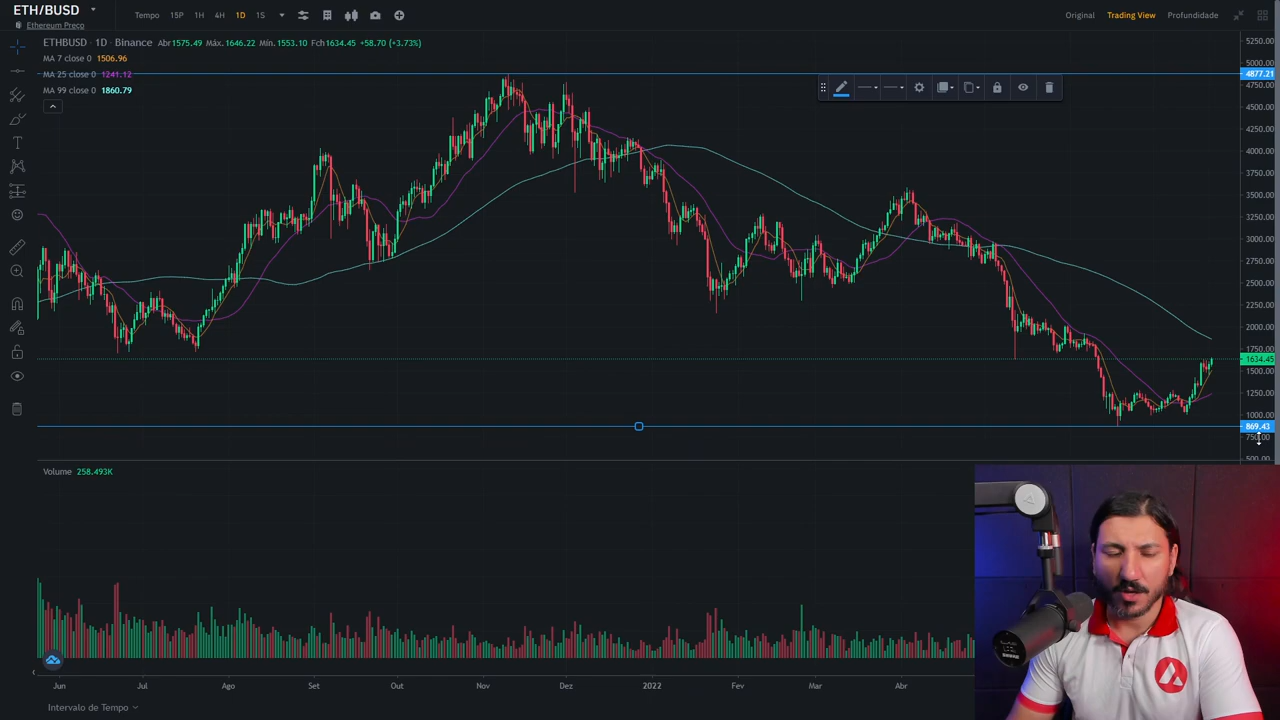 ETH/BUSD
Ethereum Preço
Tempo 15P 1H 4H 1D 1S
Original Trading View Profundidade
ETHBUSD · 1D · Binance Abr1575.49 Máx.1646.22 Mín.1553.10 Fch1634.45 +58.70 (+3.73%)
MA 7 close 0 1506.96
MA 25 close 0 1241.12
MA 99 close 0 1860.79
5250.00
5000.00
4877.21
4750.00
4500.00
4250.00
4000.00
3750.00
3500.00
3250.00
3000.00
2750.00
2500.00
2250.00
2000.00
1750.00
1634.45
1500.00
1250.00
1000.00
869.43
750.00
500.00
Volume 258.493K
Jun Jul Ago Set Out Nov Dez 2022 Fev Mar Abr
Intervalo de Tempo